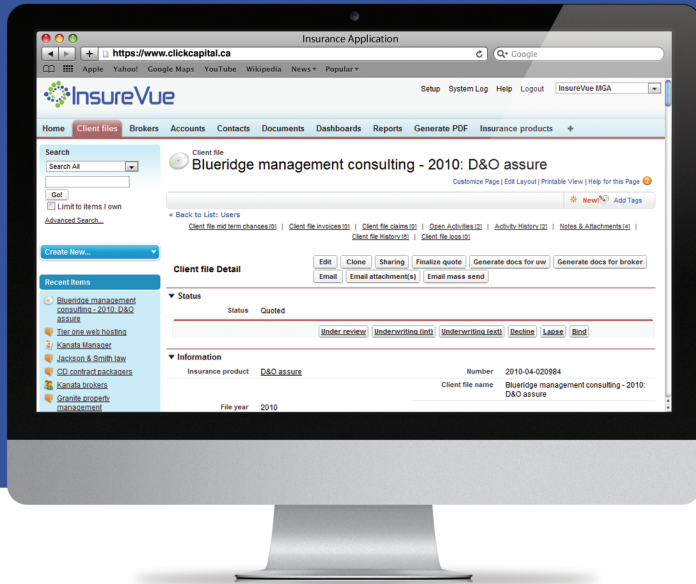 Insurance Application
https://www.clickcapital.ca
Google
Apple Yahoo! Google Maps YouTube Wikipedia News Popular
InsureVue
Setup System Log Help Logout InsureVue MGA
Home Client files Brokers Accounts Contacts Documents Dashboards Reports Generate PDF Insurance products +
Search
Search All
Go!
Limit to items I own
Advanced Search...
Create New...
Recent Items
Blueridge management
consulting - 2010: D&O
assure
Tier one web hosting
Kanata Manager
Jackson & Smith law
CD contract packagers
Kanata brokers
Granite property
management
Client file
Blueridge management consulting - 2010: D&O assure
Customize Page | Edit Layout | Printable View | Help for this Page
New! Add Tags
« Back to List: Users
Client file mid term changes [0] | Client file invoices [0] | Client file claims [0] | Open Activities [2] | Activity History [2] | Notes & Attachments [4] |
Client file History [6] | Client file logs [0]
Client file Detail
Edit Clone Sharing Finalize quote Generate docs for uw Generate docs for broker
Email Email attachment(s) Email mass send
Status
Status Quoted
Under review Underwriting (int) Underwriting (ext) Decline Lapse Bind
Information
Insurance product D&O assure Number 2010-04-020984
Client file name Blueridge management consulting - 2010:
D&O assure
File year 2010